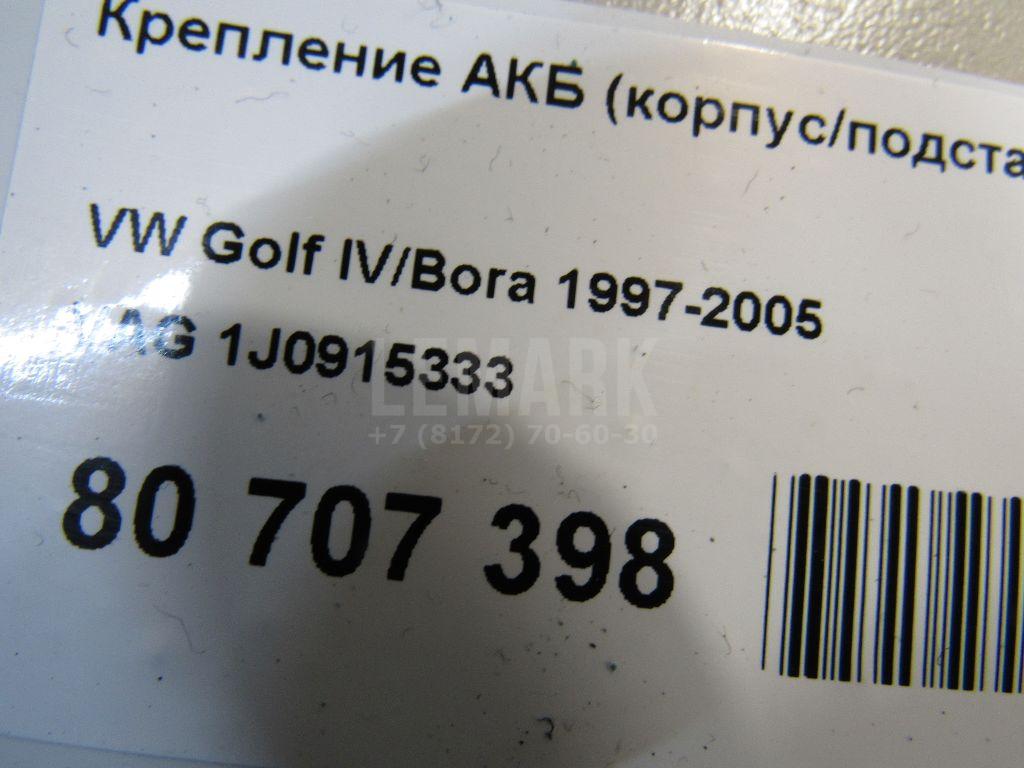 Крепление АКБ (корпус/подста
VW Golf IV/Bora 1997-2005
VAG 1J0915333
LEMARK
+7 (8172) 70-60-30
80 707 398